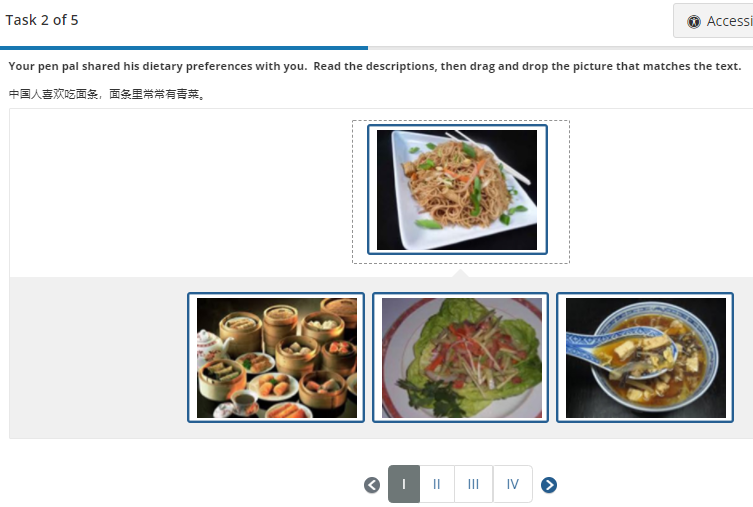 Task 2 of 5
Accessi
Your pen pal shared his dietary preferences with you. Read the descriptions, then drag and drop the picture that matches the text.
中国人喜欢吃面条，面条里常常有青菜。
I II III IV